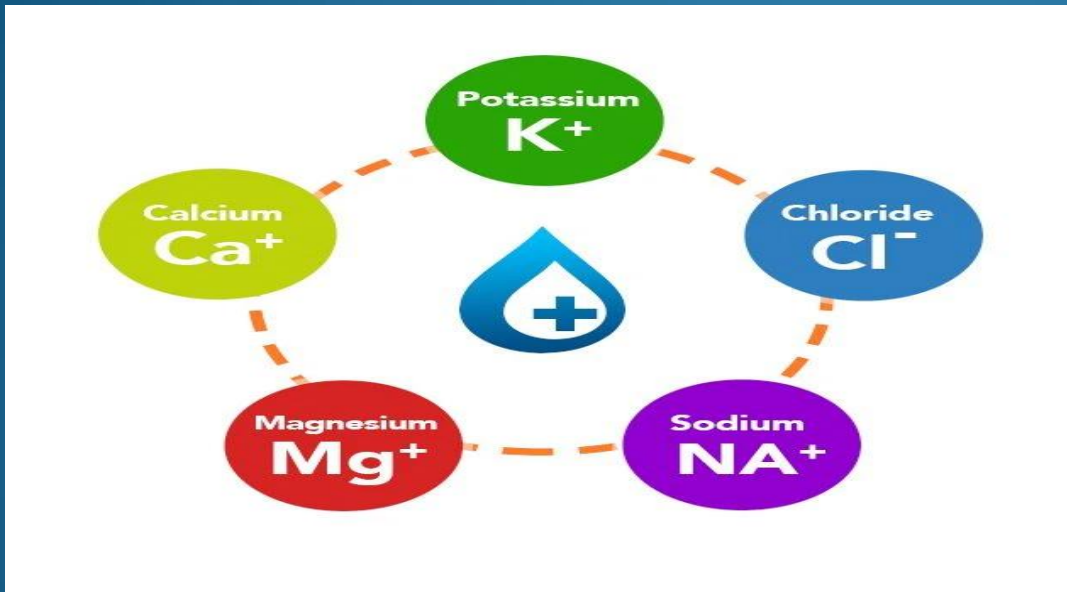 Potassium
K⁺
Calcium
Ca⁺
Chloride
Cl⁻
Magnesium
Mg⁺
Sodium
NA⁺